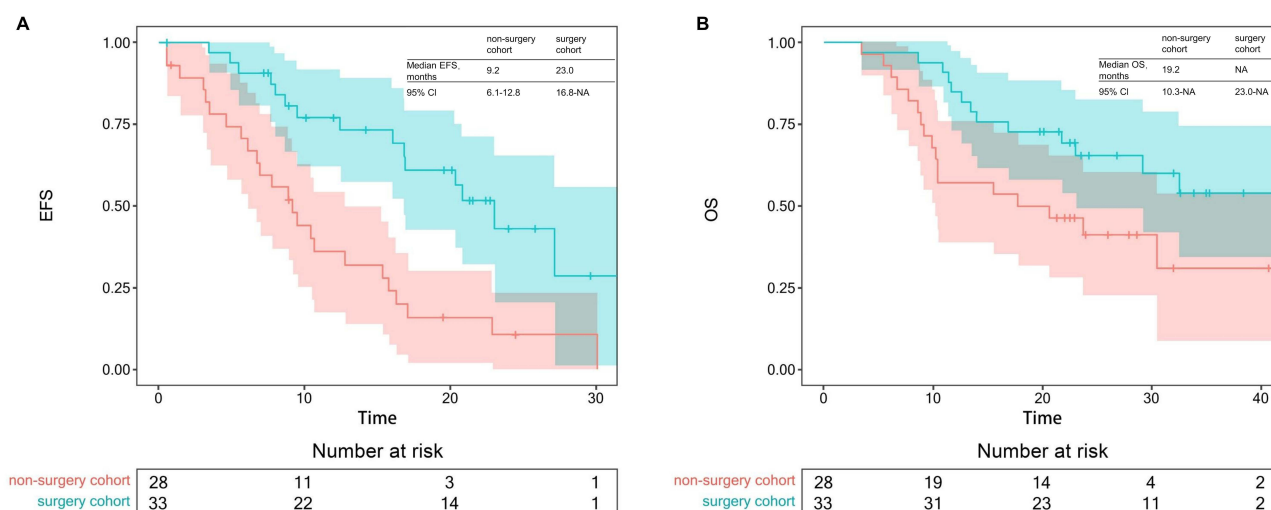 A
EFS
1.00
0.75
0.50
0.25
0.00
non-surgery cohort
surgery cohort
Median EFS, months
9.2
23.0
95% CI
6.1-12.8
16.8-NA
0
10
20
30
Time
Number at risk
non-surgery cohort
28
11
3
1
surgery cohort
33
22
14
1
B
OS
1.00
0.75
0.50
0.25
0.00
non-surgery cohort
surgery cohort
Median OS, months
19.2
NA
95% CI
10.3-NA
23.0-NA
0
10
20
30
40
Time
Number at risk
non-surgery cohort
28
19
14
4
2
surgery cohort
33
31
23
11
2